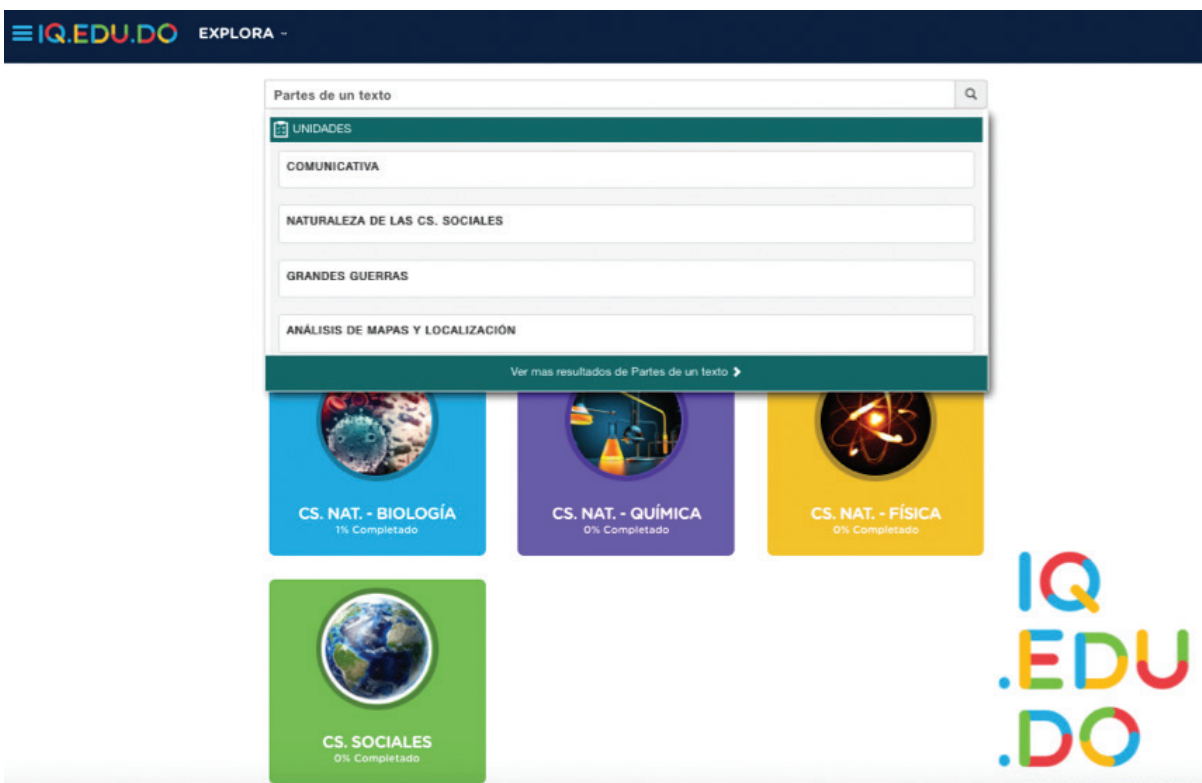 IQ.EDU.DO EXPLORA
Partes de un texto
UNIDADES
COMUNICATIVA
NATURALEZA DE LAS CS. SOCIALES
GRANDES GUERRAS
ANÁLISIS DE MAPAS Y LOCALIZACIÓN
Ver mas resultados de Partes de un texto
CS. NAT. - BIOLOGÍA
1% Completado
CS. NAT. - QUÍMICA
0% Completado
CS. NAT. - FÍSICA
0% Completado
CS. SOCIALES
0% Completado
IQ
.EDU
.DO